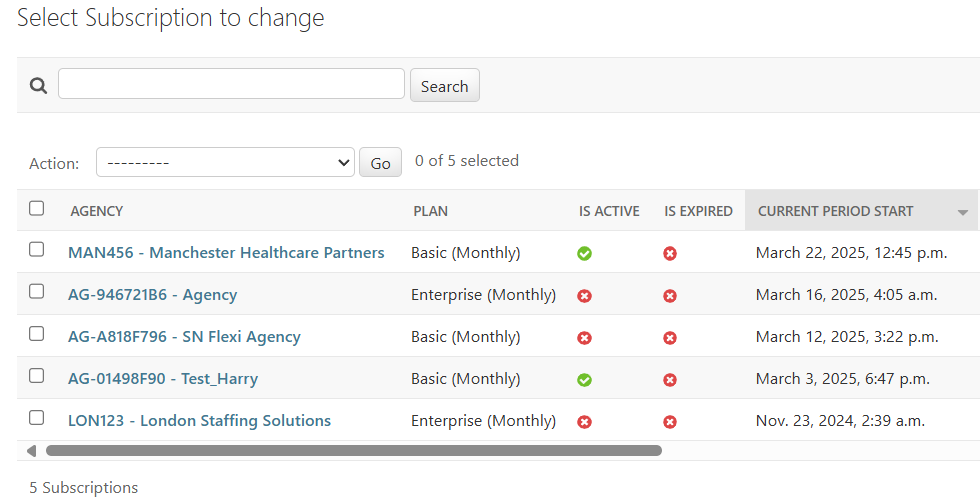 Select Subscription to change
Search
Action: --------- Go 0 of 5 selected
AGENCY PLAN IS ACTIVE IS EXPIRED CURRENT PERIOD START
MAN456 - Manchester Healthcare Partners Basic (Monthly) March 22, 2025, 12:45 p.m.
AG-946721B6 - Agency Enterprise (Monthly) March 16, 2025, 4:05 a.m.
AG-A818F796 - SN Flexi Agency Basic (Monthly) March 12, 2025, 3:22 p.m.
AG-01498F90 - Test_Harry Basic (Monthly) March 3, 2025, 6:47 p.m.
LON123 - London Staffing Solutions Enterprise (Monthly) Nov. 23, 2024, 2:39 a.m.
5 Subscriptions